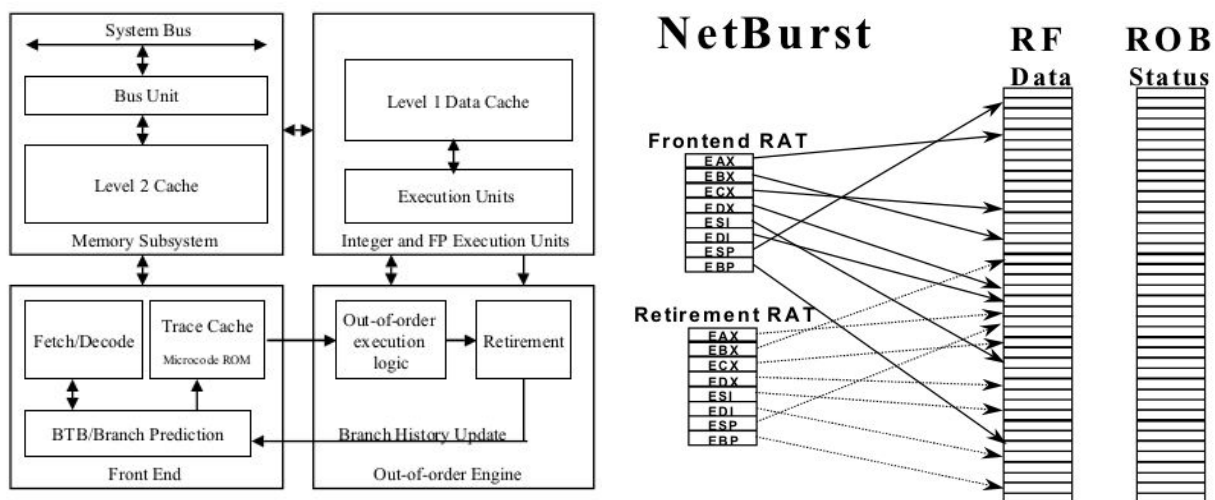 System Bus
Bus Unit
Level 2 Cache
Memory Subsystem
Level 1 Data Cache
Execution Units
Integer and FP Execution Units
Fetch/Decode
Trace Cache
Microcode ROM
BTB/Branch Prediction
Front End
Out-of-order
execution
logic
Retirement
Branch History Update
Out-of-order Engine
NetBurst
RF
Data
ROB
Status
Frontend RAT
EAX
EBX
ECX
EDX
ESI
EDI
ESP
EBP
Retirement RAT
EAX
EBX
ECX
EDX
ESI
EDI
ESP
EBP